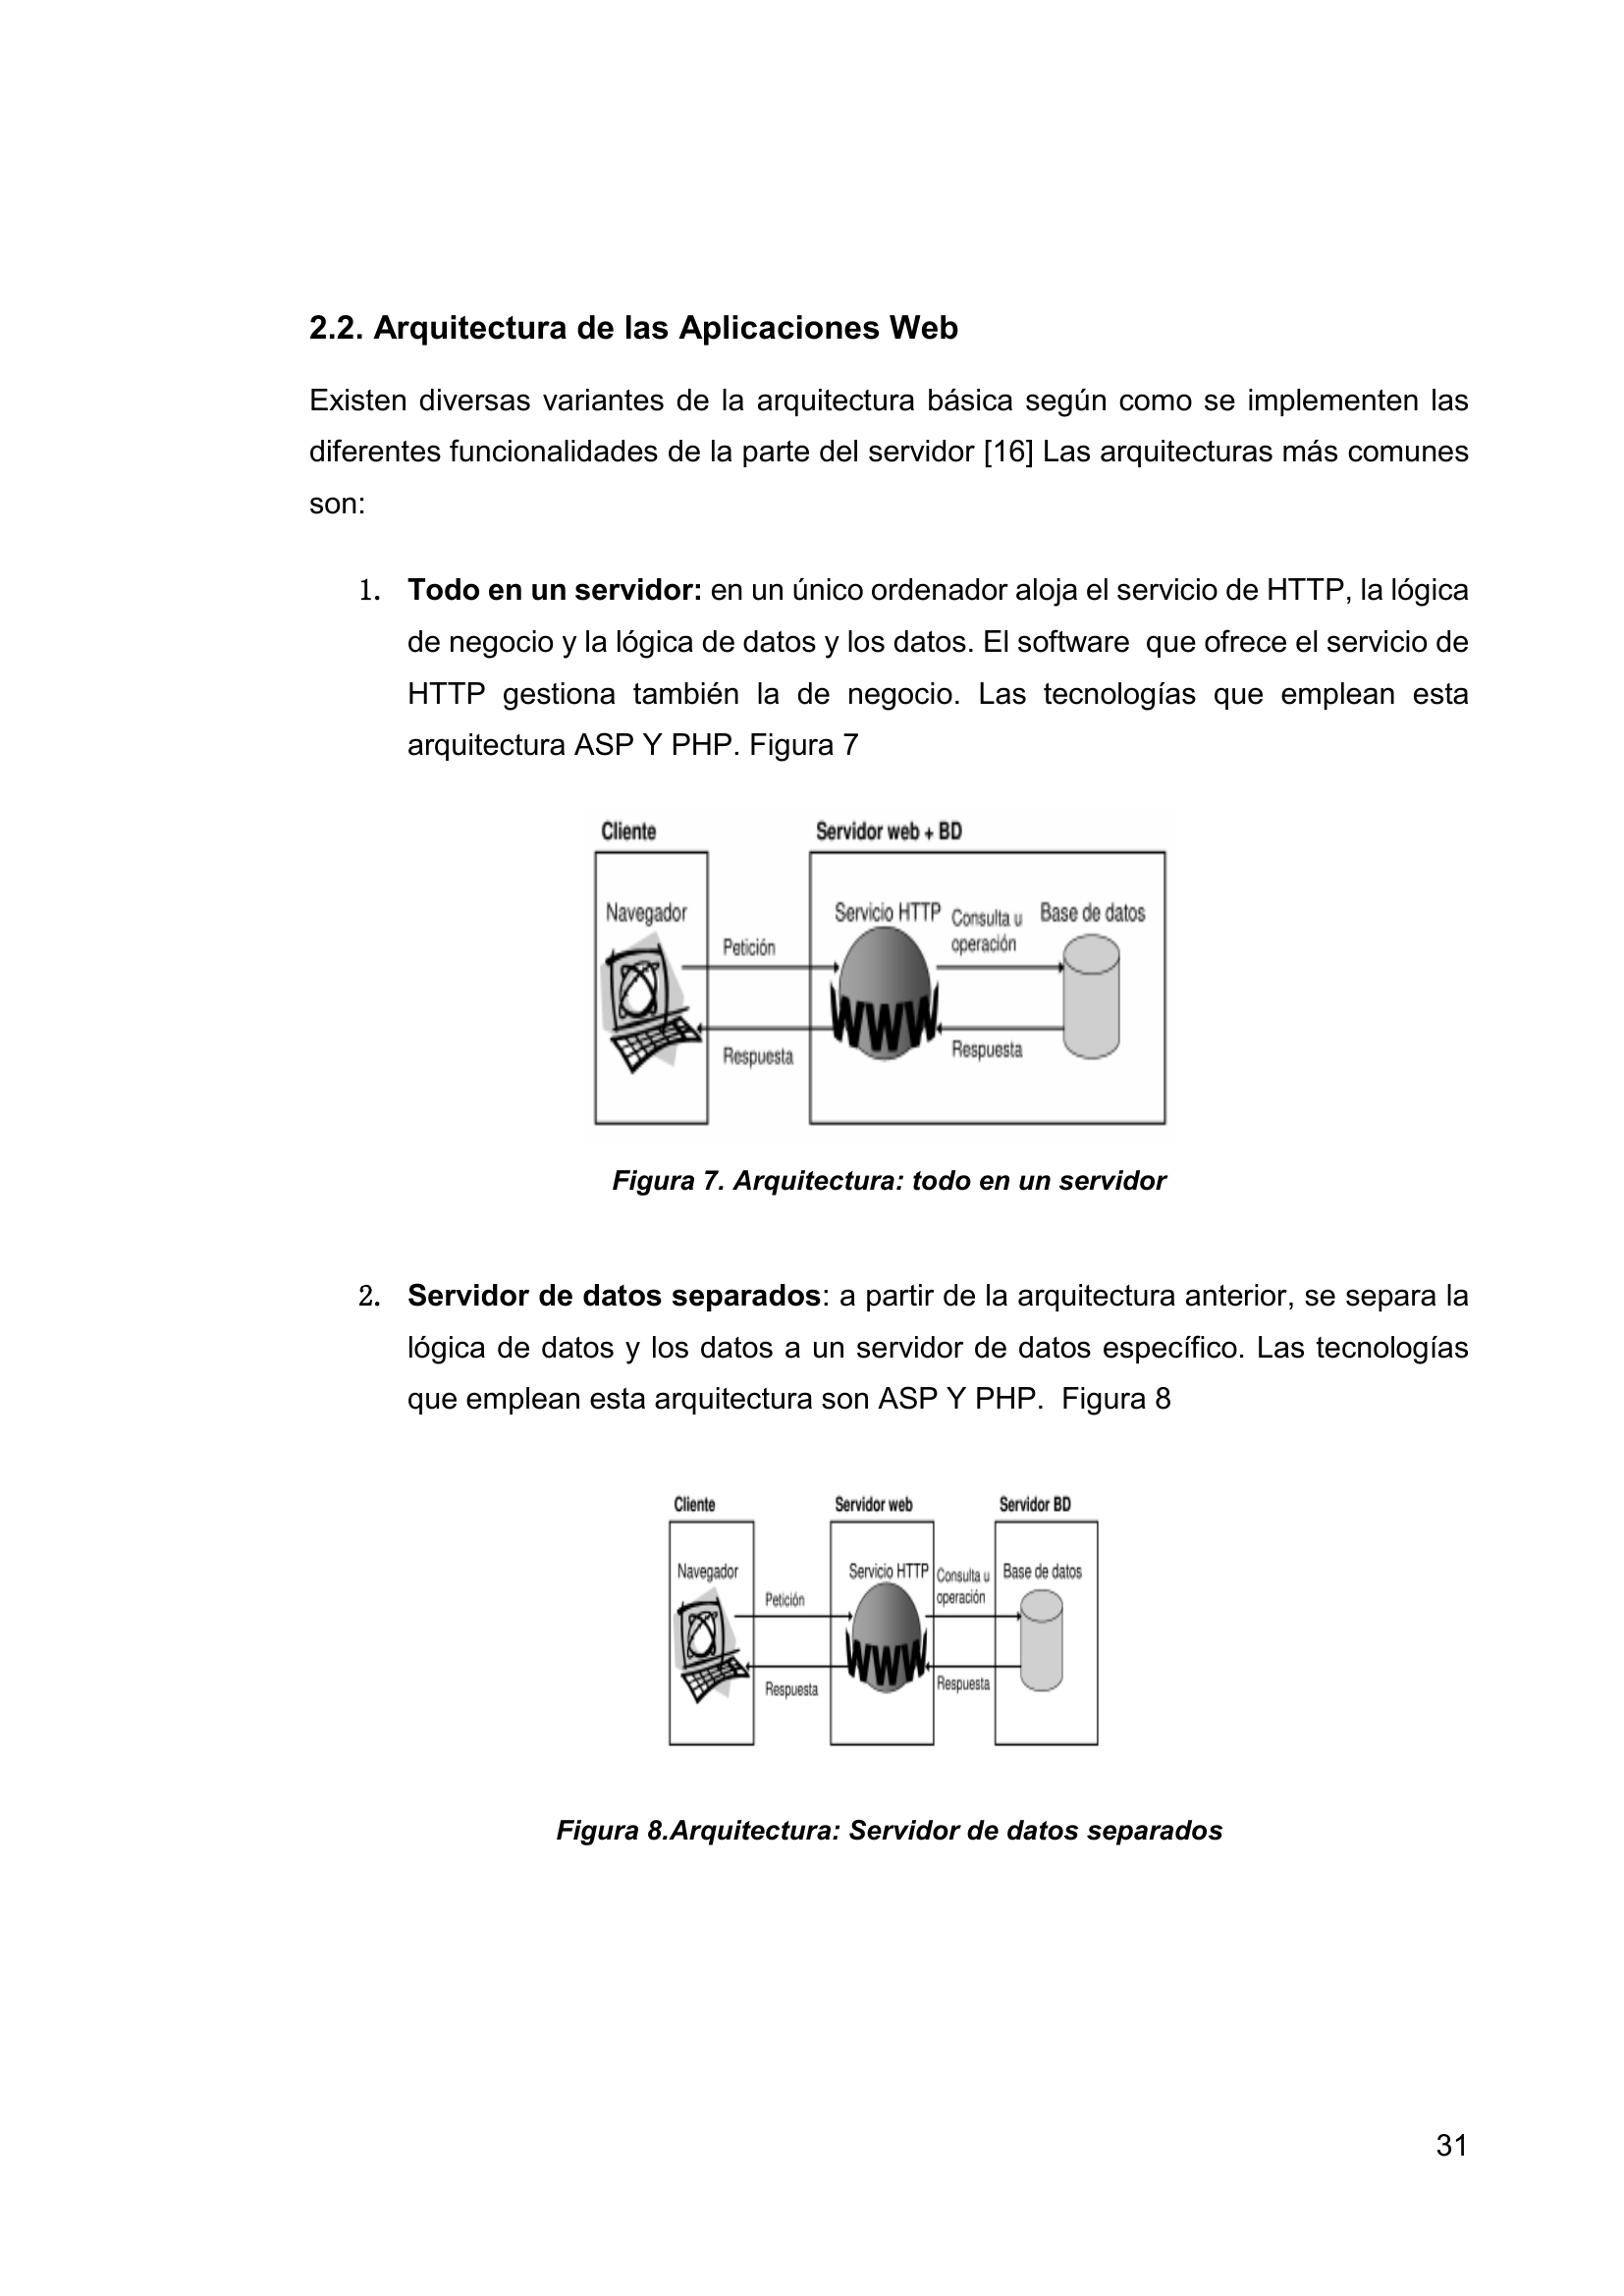 2.2. Arquitectura de las Aplicaciones Web
Existen diversas variantes de la arquitectura básica según como se implementen las
diferentes funcionalidades de la parte del servidor [16] Las arquitecturas más comunes
son:
1. Todo en un servidor: en un único ordenador aloja el servicio de HTTP, la lógica
de negocio y la lógica de datos y los datos. El software  que ofrece el servicio de
HTTP gestiona también la de negocio. Las tecnologías que emplean esta
arquitectura ASP Y PHP. Figura 7
Cliente
Servidor web + BD
Navegador
Petición
Respuesta
Servicio HTTP
WWW
Consulta u
operación
Respuesta
Base de datos
Figura 7. Arquitectura: todo en un servidor
2. Servidor de datos separados: a partir de la arquitectura anterior, se separa la
lógica de datos y los datos a un servidor de datos específico. Las tecnologías
que emplean esta arquitectura son ASP Y PHP.  Figura 8
Cliente
Servidor web
Servidor BD
Navegador
Petición
Respuesta
Servicio HTTP
WWW
Consulta u
operación
Respuesta
Base de datos
Figura 8.Arquitectura: Servidor de datos separados
31